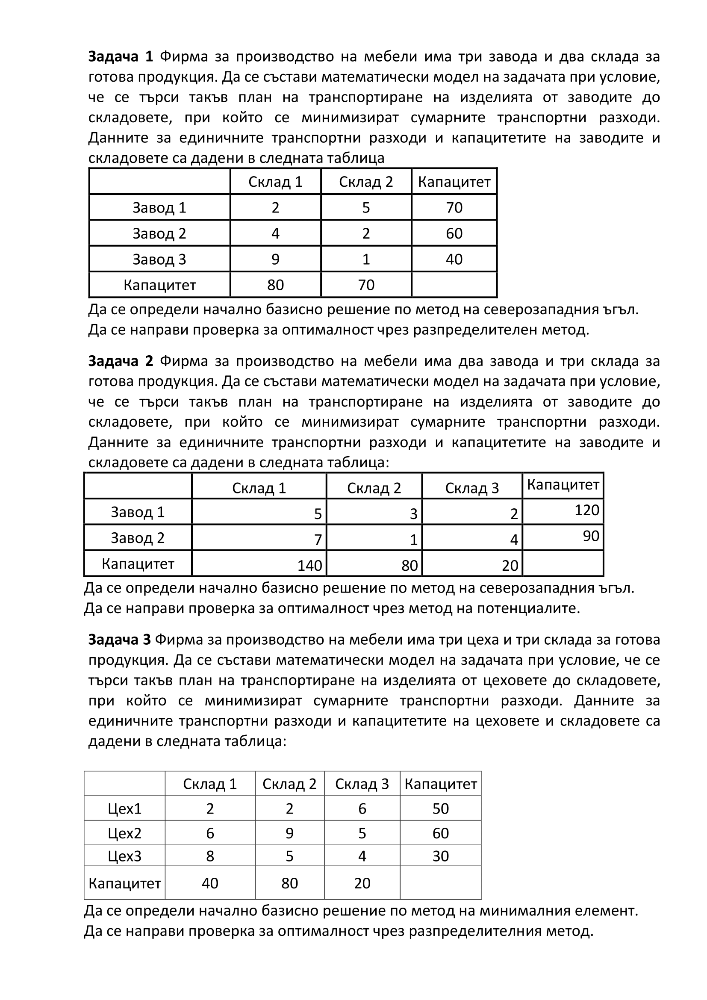 Задача 1 Фирма за производство на мебели има три завода и два склада за
готова продукция. Да се състави математически модел на задачата при условие,
че се търси такъв план на транспортиране на изделията от заводите до
складовете, при който се минимизират сумарните транспортни разходи.
Данните за единичните транспортни разходи и капацитетите на заводите и
складовете са дадени в следната таблица
Склад 1 Склад 2 Капацитет
Завод 1 2 5 70
Завод 2 4 2 60
Завод 3 9 1 40
Капацитет 80 70
Да се определи начално базисно решение по метод на северозападния ъгъл.
Да се направи проверка за оптималност чрез разпределителен метод.
Задача 2 Фирма за производство на мебели има два завода и три склада за
готова продукция. Да се състави математически модел на задачата при условие,
че се търси такъв план на транспортиране на изделията от заводите до
складовете, при който се минимизират сумарните транспортни разходи.
Данните за единичните транспортни разходи и капацитетите на заводите и
складовете са дадени в следната таблица:
Склад 1 Склад 2 Склад 3 Капацитет
Завод 1 5 3 2 120
Завод 2 7 1 4 90
Капацитет 140 80 20
Да се определи начално базисно решение по метод на северозападния ъгъл.
Да се направи проверка за оптималност чрез метод на потенциалите.
Задача 3 Фирма за производство на мебели има три цеха и три склада за готова
продукция. Да се състави математически модел на задачата при условие, че се
търси такъв план на транспортиране на изделията от цеховете до складовете,
при който се минимизират сумарните транспортни разходи. Данните за
единичните транспортни разходи и капацитетите на цеховете и складовете са
дадени в следната таблица:
Склад 1 Склад 2 Склад 3 Капацитет
Цех1 2 2 6 50
Цех2 6 9 5 60
Цех3 8 5 4 30
Капацитет 40 80 20
Да се определи начално базисно решение по метод на минималния елемент.
Да се направи проверка за оптималност чрез разпределителния метод.